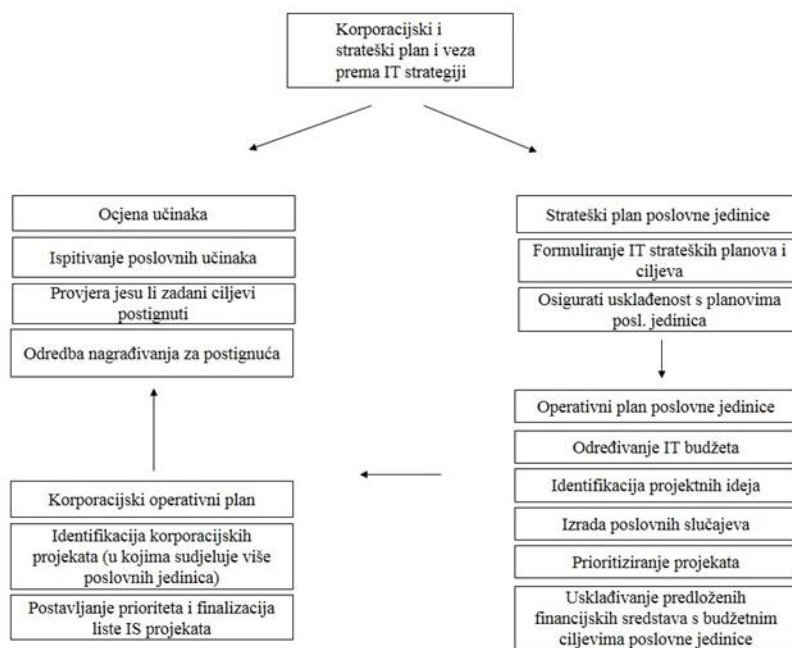 Korporacijski i
strateški plan i veza
prema IT strategiji
Ocjena učinaka
Ispitivanje poslovnih učinaka
Provjera jesu li zadani ciljevi
postignuti
Odredba nagrađivanja za postignuća
Korporacijski operativni plan
Identifikacija korporacijskih
projekata (u kojima sudjeluje više
poslovnih jedinica)
Postavljanje prioriteta i finalizacija
liste IS projekata
Strateški plan poslovne jedinice
Formuliranje IT strateških planova i
ciljeva
Osigurati usklađenost s planovima
posl. jedinica
Operativni plan poslovne jedinice
Određivanje IT budžeta
Identifikacija projektnih ideja
Izrada poslovnih slučajeva
Prioritiziranje projekata
Usklađivanje predloženih
financijskih sredstava s budžetnim
ciljevima poslovne jedinice